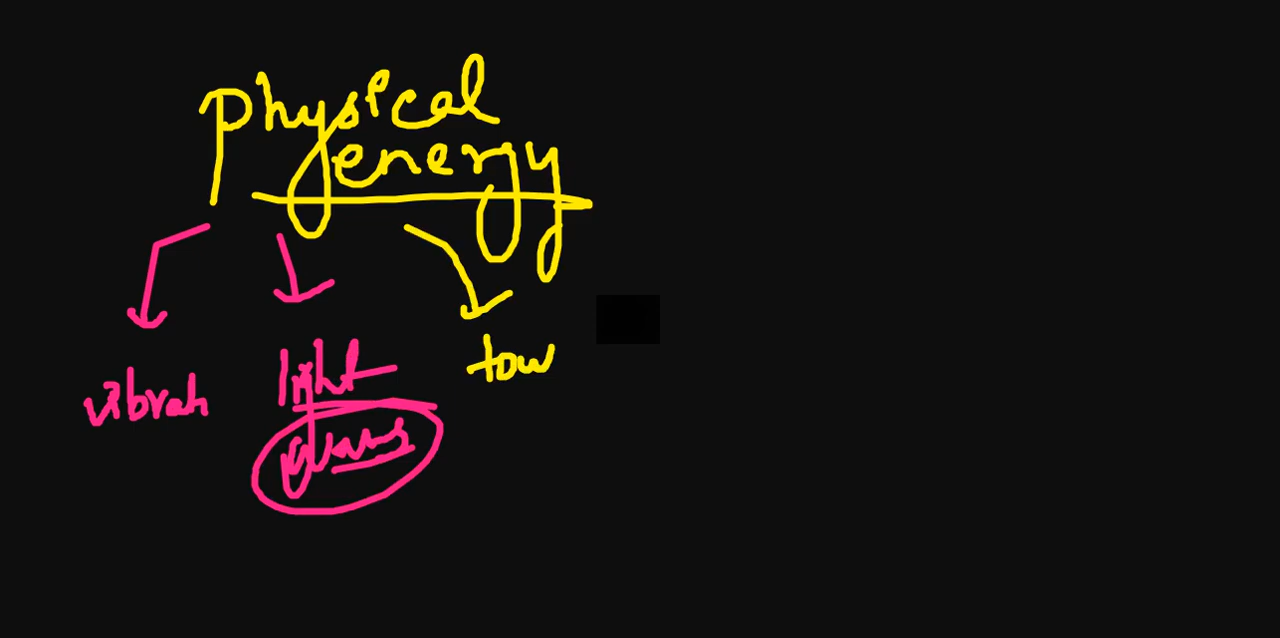 physical
energy
vibrah
light
tow